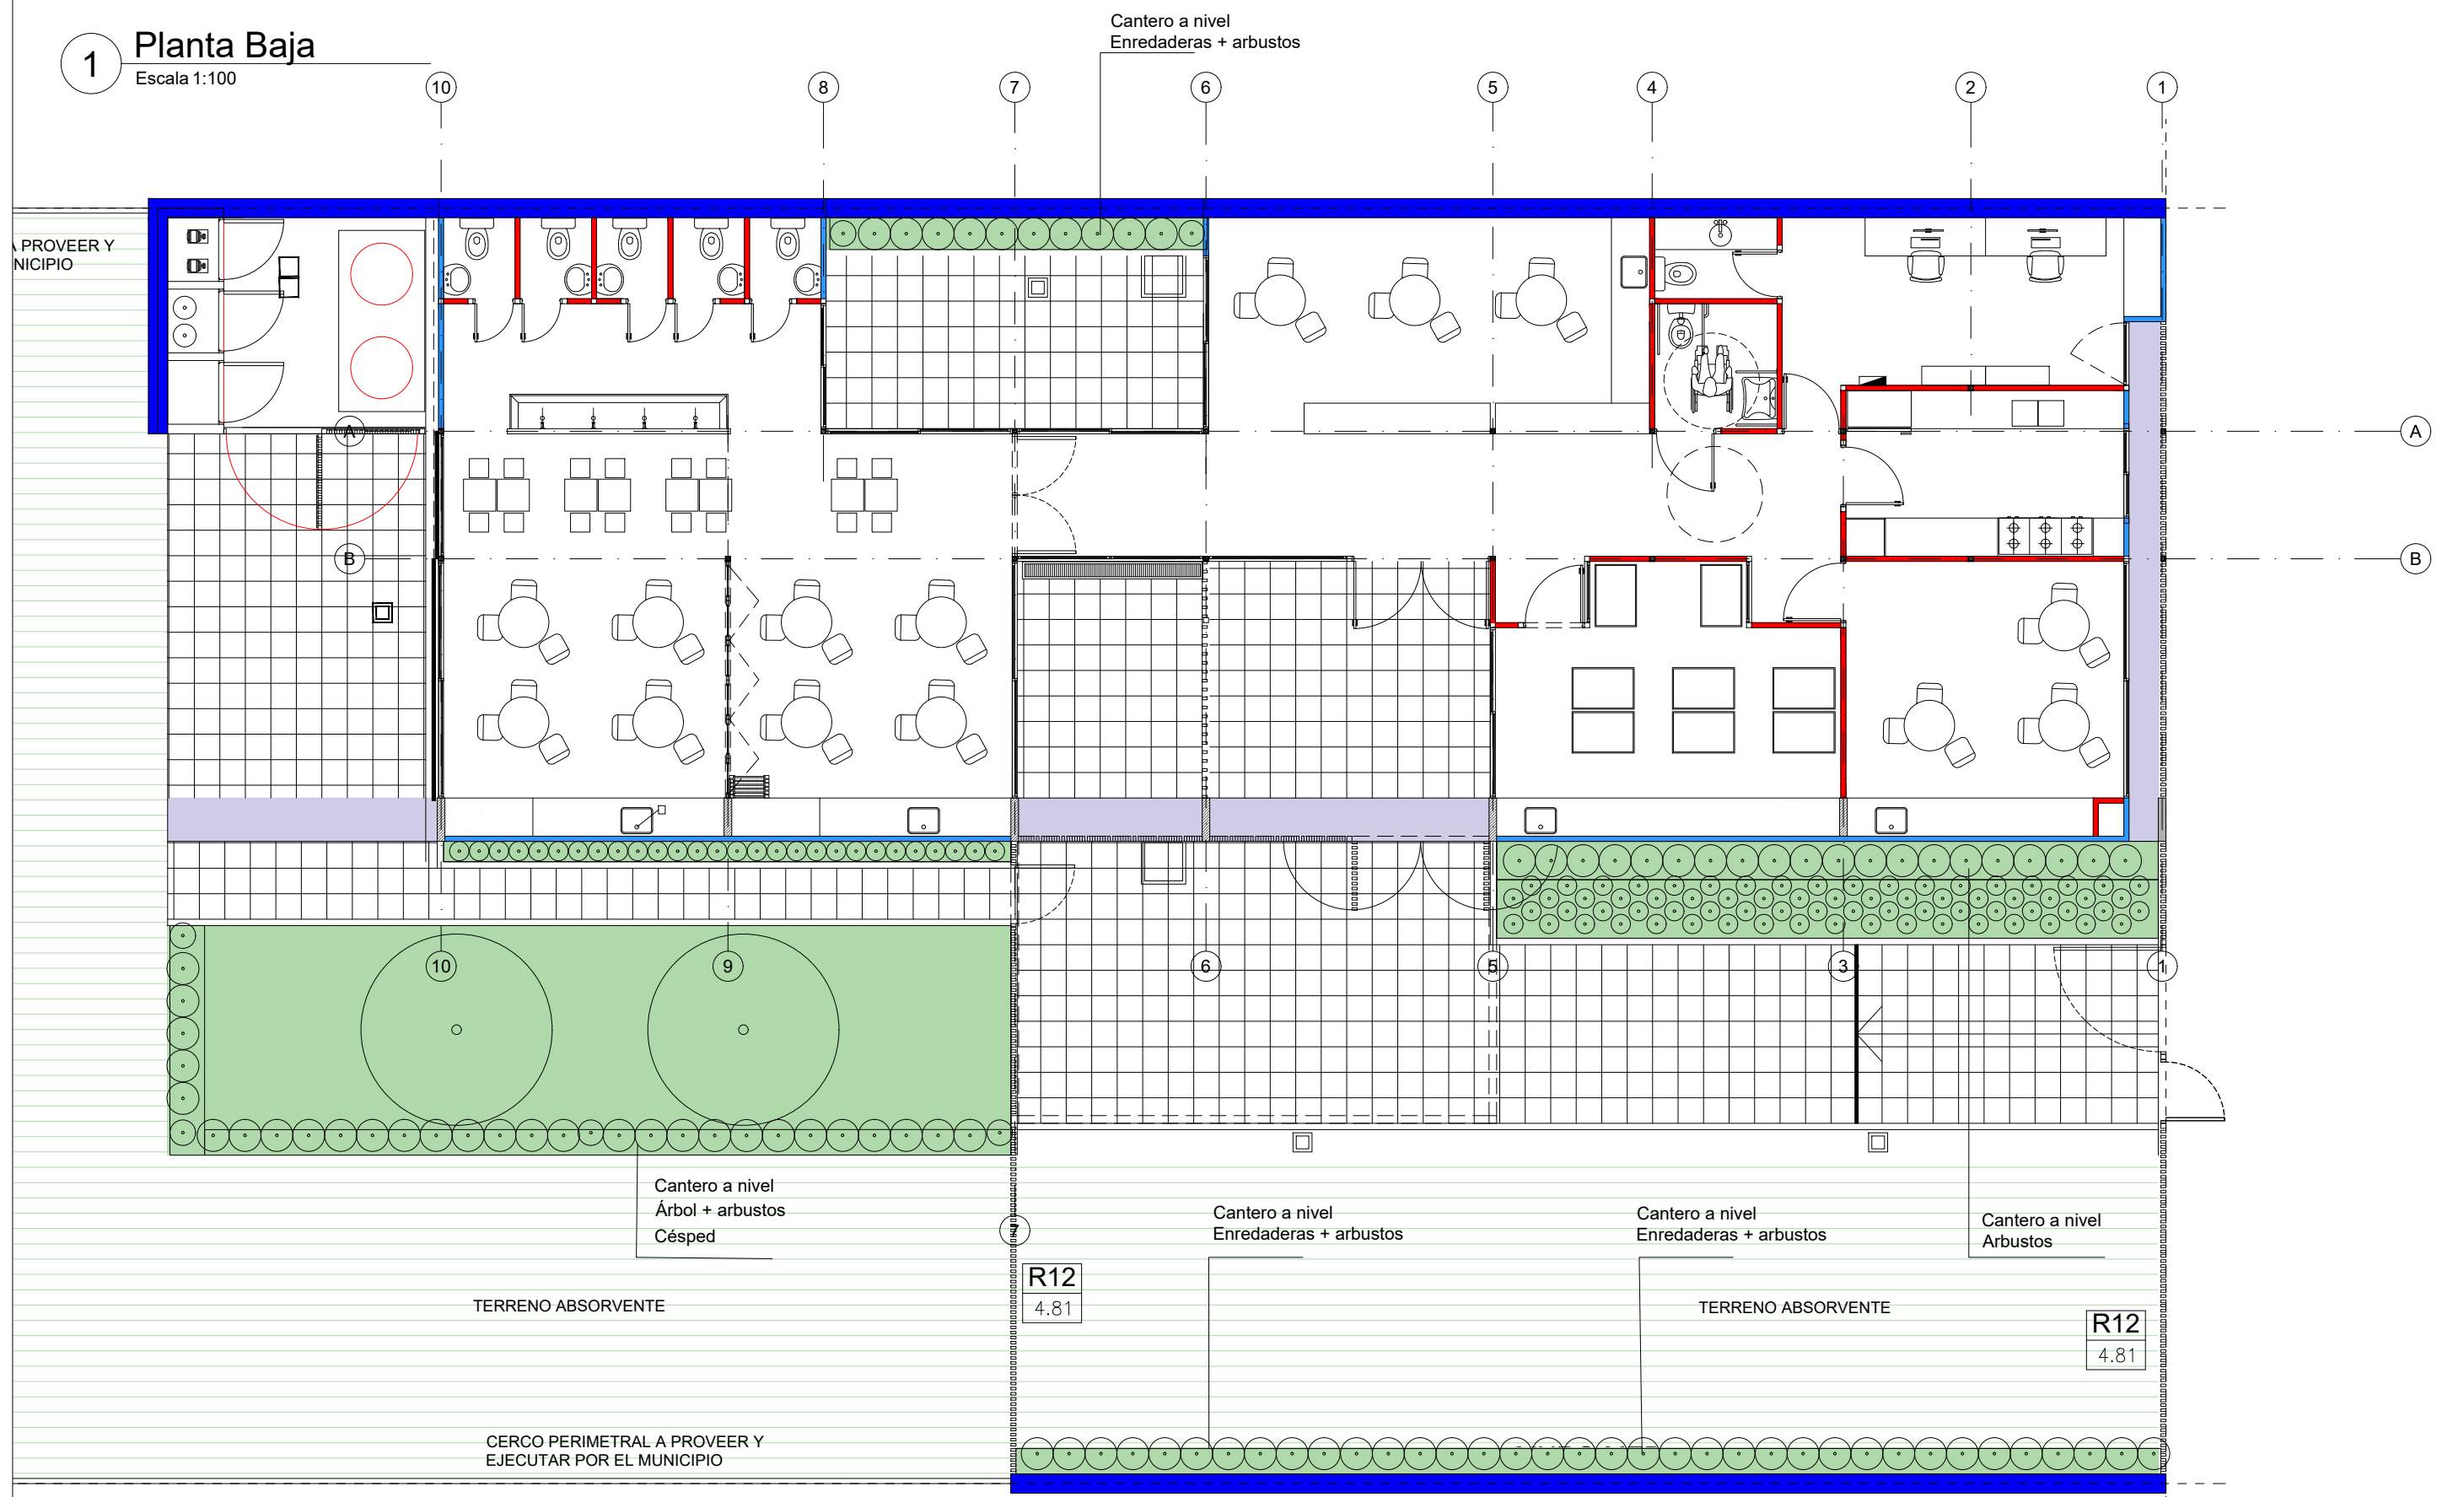 1
Planta Baja
Escala 1:100
Cantero a nivel
Enredaderas + arbustos
10
8
7
6
5
4
2
1
A PROVEER Y
NICIPIO
A
A
B
B
10
9
6
5
3
1
Cantero a nivel
Árbol + arbustos
Césped
7
Cantero a nivel
Enredaderas + arbustos
Cantero a nivel
Enredaderas + arbustos
Cantero a nivel
Arbustos
R12
4.81
TERRENO ABSORVENTE
TERRENO ABSORVENTE
R12
4.81
CERCO PERIMETRAL A PROVEER Y
EJECUTAR POR EL MUNICIPIO